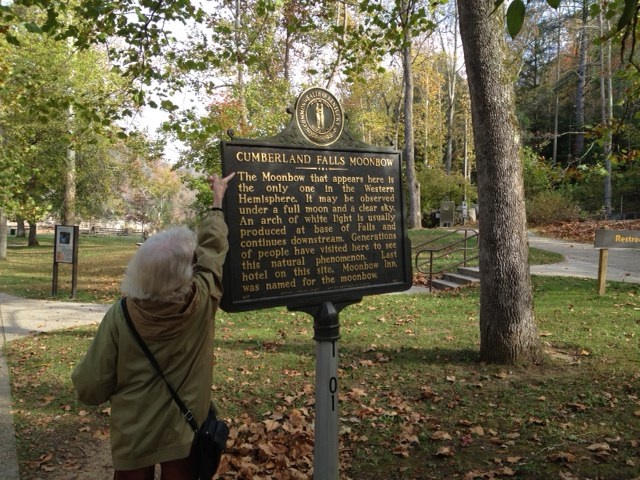 CUMBERLAND FALLS MOONBOW
The Moonbow that appears here is
the only one in the Western
Hemisphere. It may be observed
under a full moon and a clear sky.
An arch of white light is usually
produced at base of Falls and
continues downstream. Generations
of people have visited here to see
this natural phenomenon. Last
hotel on this site, Moonbow Inn,
was named for the moonbow.
101
Restro